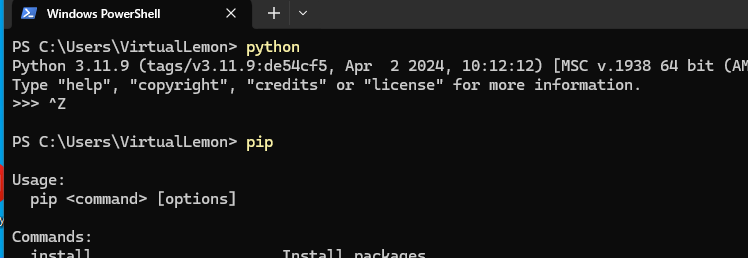 Windows PowerShell
PS C:\Users\VirtualLemon> python
Python 3.11.9 (tags/v3.11.9:de54cf5, Apr  2 2024, 10:12:12) [MSC v.1938 64 bit (AM
Type "help", "copyright", "credits" or "license" for more information.
>>> ^Z
PS C:\Users\VirtualLemon> pip
Usage:
  pip <command> [options]
Commands:
  install                     Install packages.